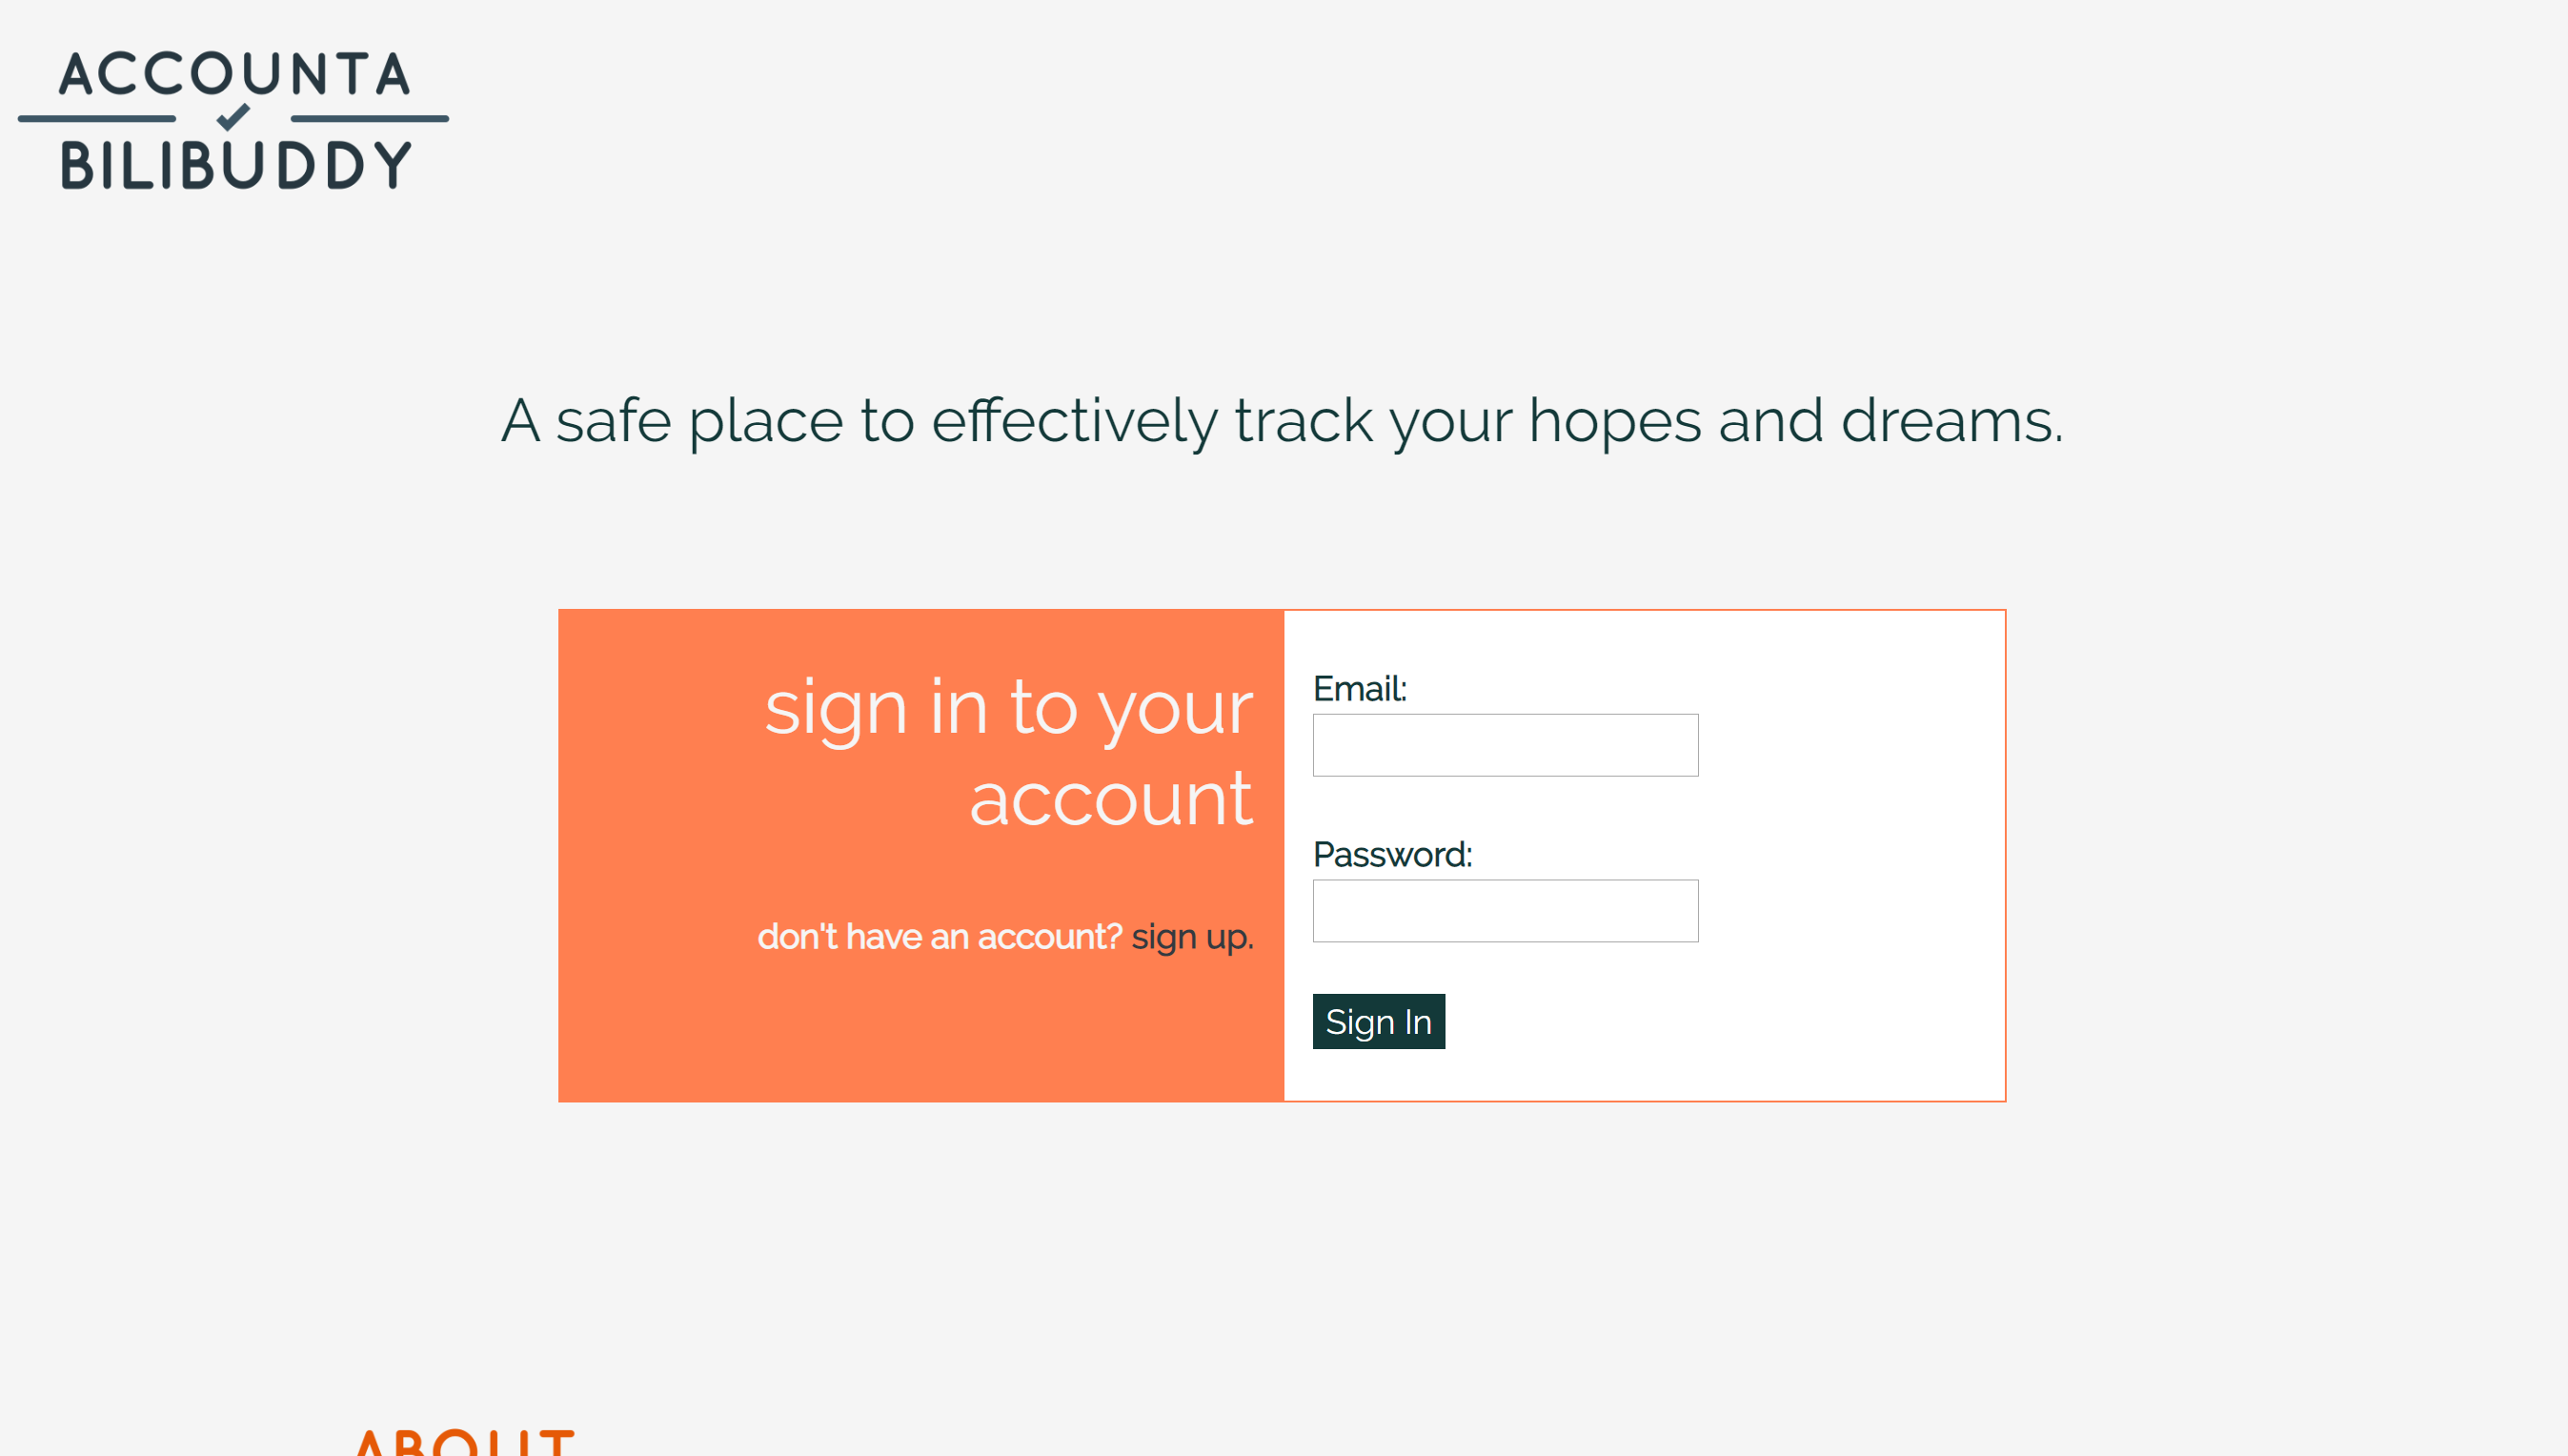 ACCOUNTA
BILIBUDDY
A safe place to effectively track your hopes and dreams.
sign in to your
account
don't have an account? sign up.
Email:
Password:
Sign In
ABOUT